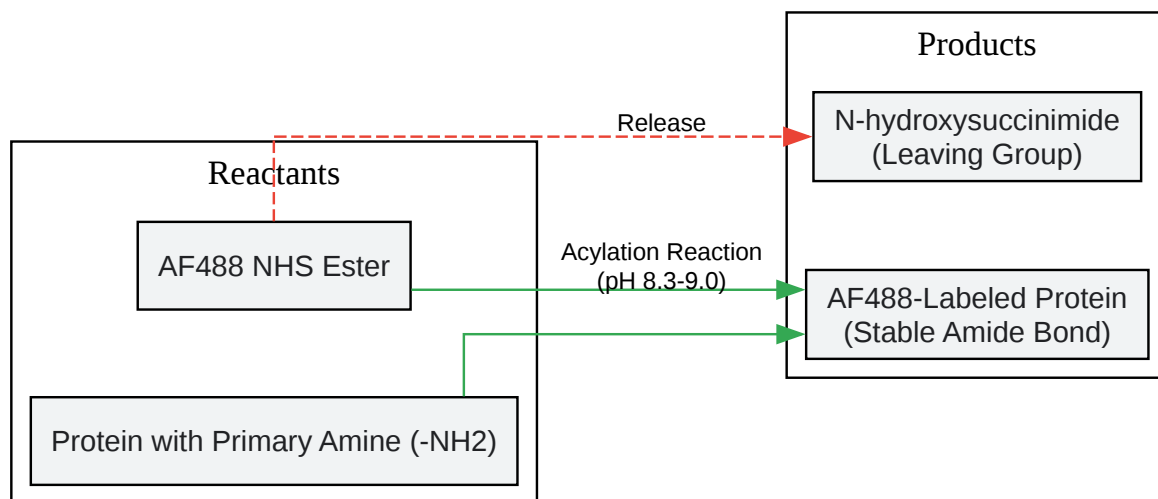 Products
N-hydroxysuccinimide
(Leaving Group)
Release
Reactants
AF488 NHS Ester
Acylation Reaction
(pH 8.3-9.0)
AF488-Labeled Protein
(Stable Amide Bond)
Protein with Primary Amine (-NH2)